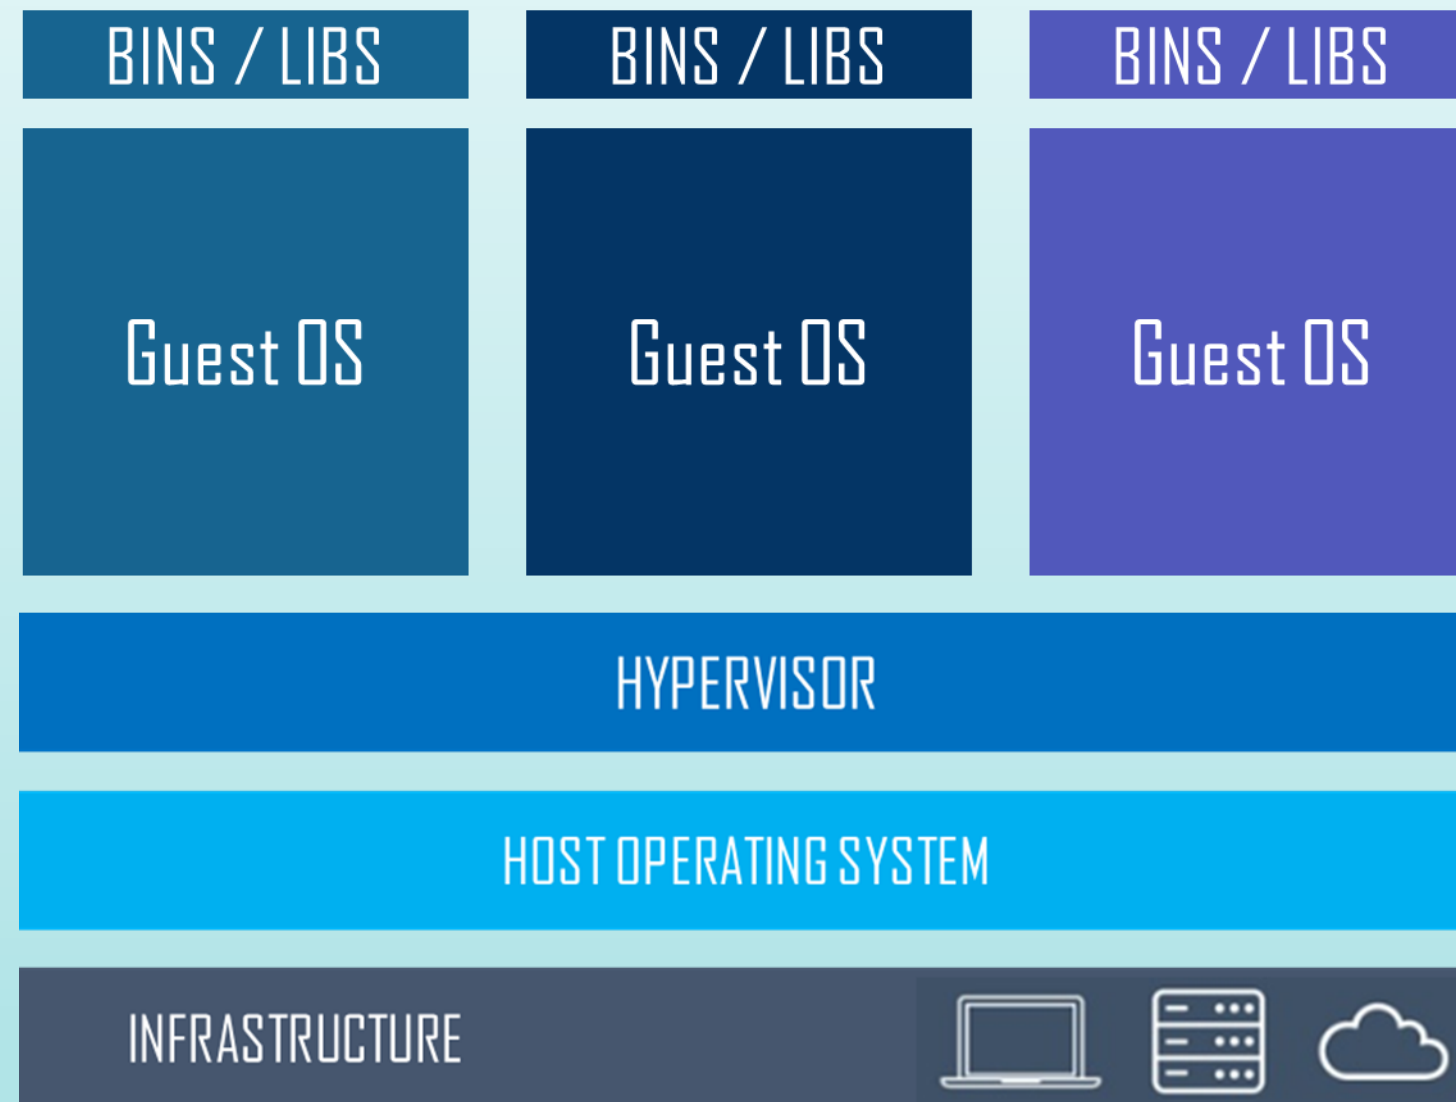 BINS / LIBS
BINS / LIBS
BINS / LIBS
Guest OS
Guest OS
Guest OS
HYPERVISOR
HOST OPERATING SYSTEM
INFRASTRUCTURE